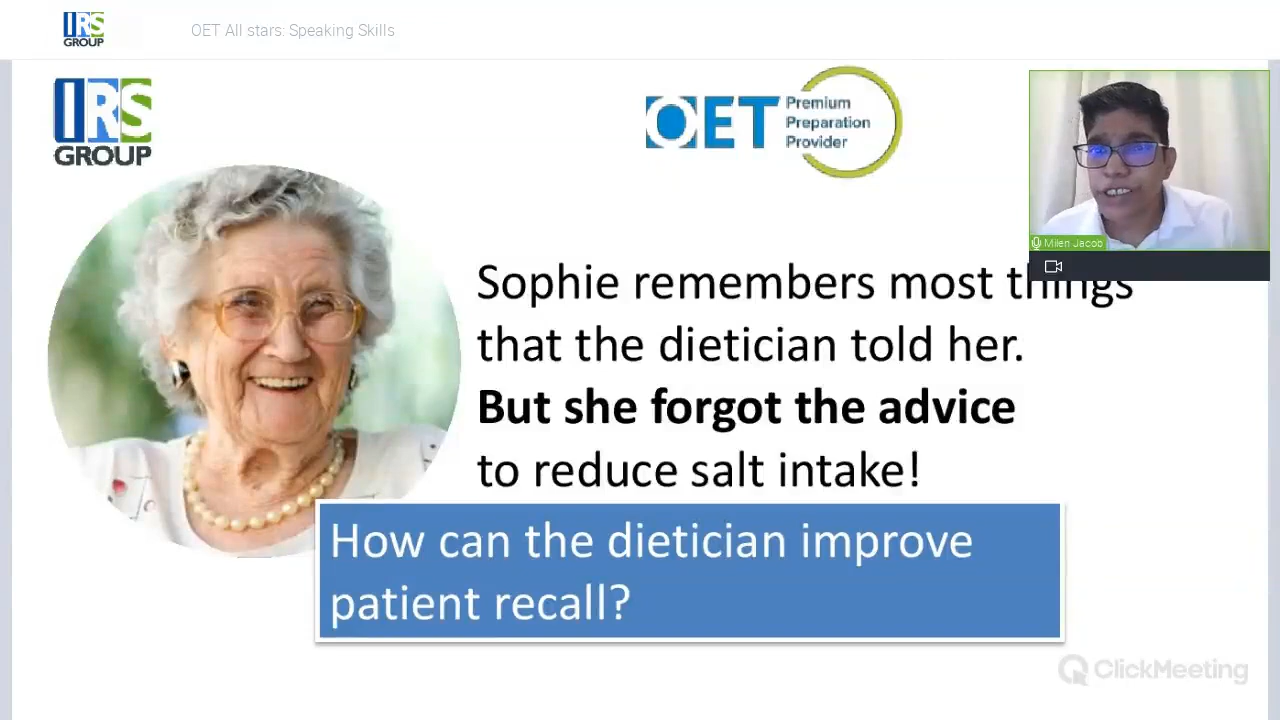 IRS
GROUP
OET All stars: Speaking Skills
IRS
GROUP
OET
Premium
Preparation
Provider
Milen Jacob
Sophie remembers most things
that the dietician told her.
But she forgot the advice
to reduce salt intake!
How can the dietician improve
patient recall?
ClickMeeting